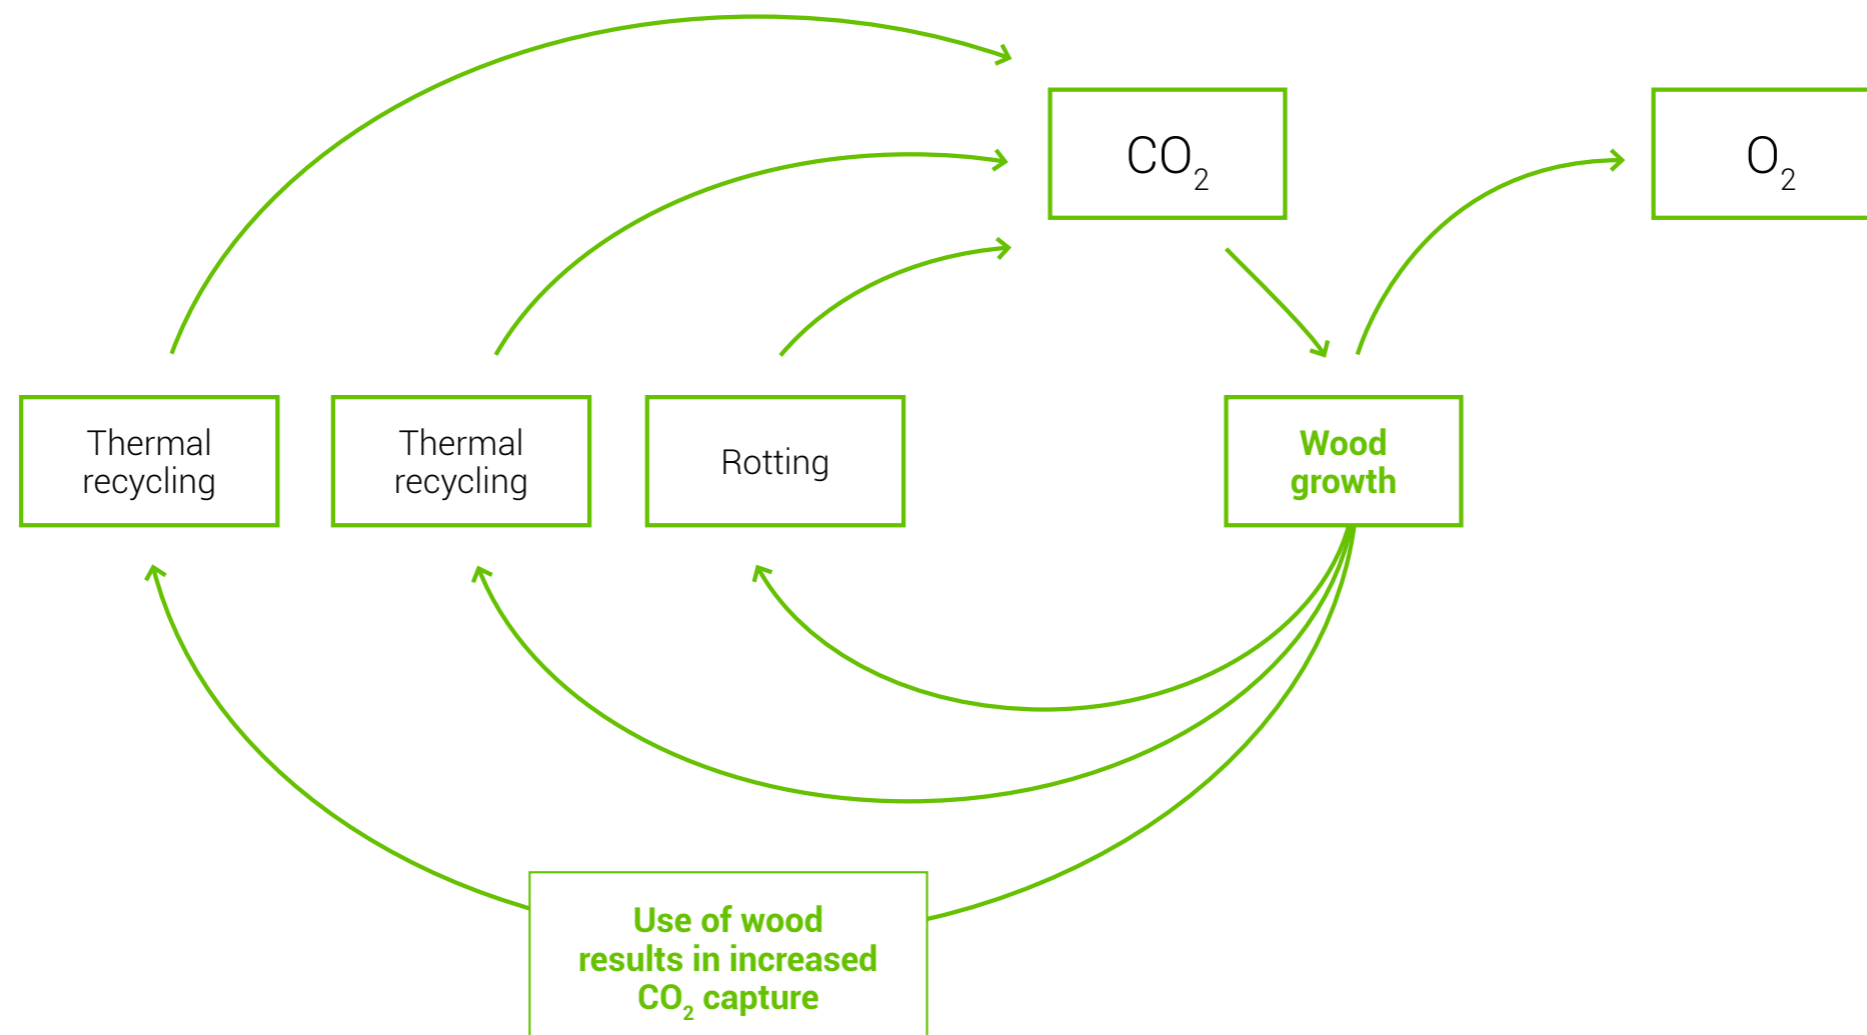 CO₂
O₂
Thermal
recycling
Thermal
recycling
Rotting
Wood
growth
Use of wood
results in increased
CO₂ capture